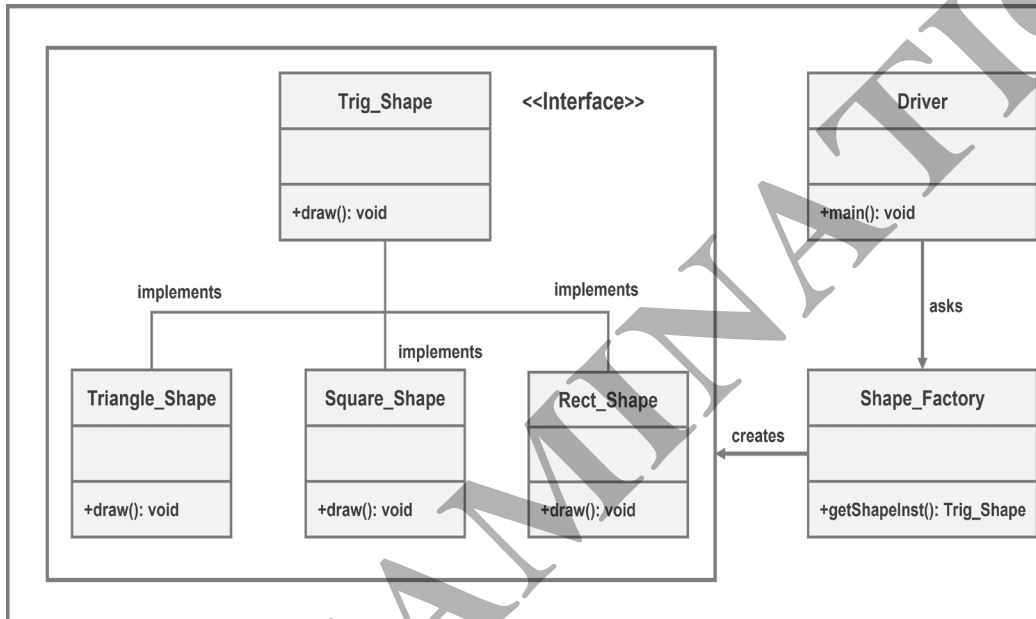 Trig_Shape
<<Interface>>
+draw(): void
Driver
+main(): void
implements
implements
implements
asks
Triangle_Shape
+draw(): void
Square_Shape
+draw(): void
Rect_Shape
+draw(): void
creates
Shape_Factory
+getShapeInst(): Trig_Shape